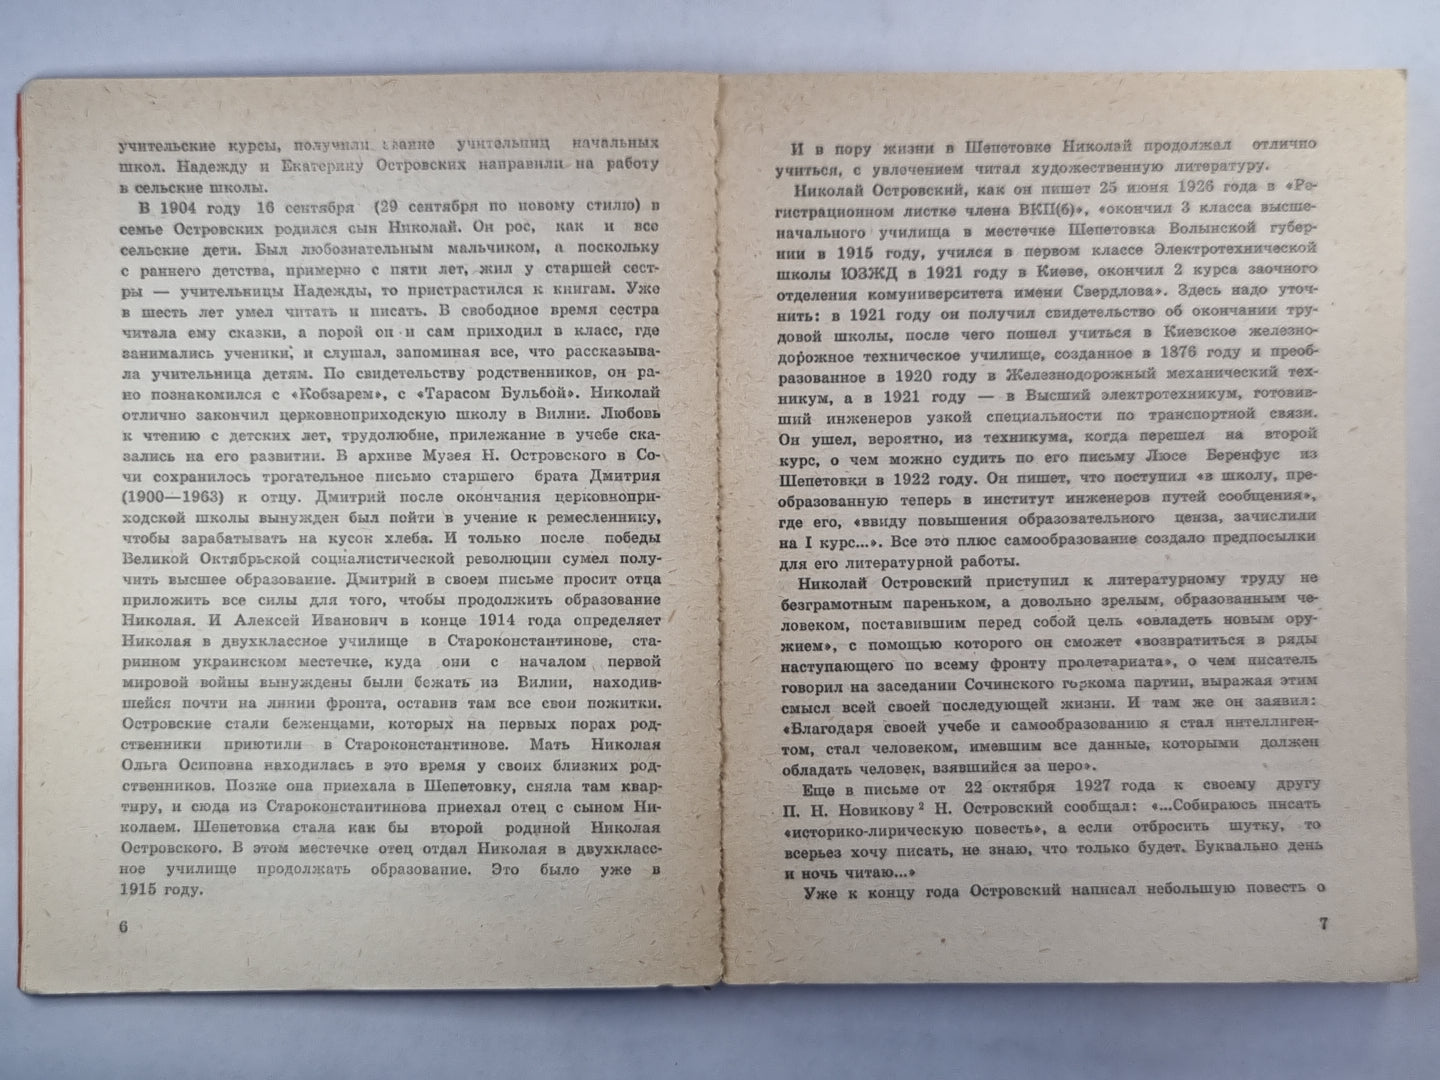 учительские курсы, получили звание учительниц начальных
школ. Надежду и Екатерину Островских направили на работу
в сельские школы.
В 1904 году 16 сентября (29 сентября по новому стилю) в
семье Островских родился сын Николай. Он рос, как и все
сельские дети. Был любознательным мальчиком, а поскольку
с раннего детства, примерно с пяти лет, жил у старшей сест-
ры — учительницы Надежды, то пристрастился к книгам. Уже
в шесть лет умел читать и писать. В свободное время сестра
читала ему сказки, а порой он и сам приходил в класс, где
занимались ученики, и слушал, запоминая все, что рассказыва-
ла учительница детям. По свидетельству родственников, он ра-
но познакомился с «Кобзарем», с «Тарасом Бульбой». Николай
отлично закончил церковноприходскую школу в Вилии. Любовь
к чтению с детских лет, трудолюбие, прилежание в учебе ска-
зались на его развитии. В архиве Музея Н. Островского в Со-
чи сохранилось трогательное письмо старшего брата Дмитрия
(1900—1963) к отцу. Дмитрий после окончания церковнопри-
ходской школы вынужден был пойти в учение к ремесленнику,
чтобы зарабатывать на кусок хлеба. И только после победы
Великой Октябрьской социалистической революции сумел полу-
чить высшее образование. Дмитрий в своем письме просит отца
приложить все силы для того, чтобы продолжить образование
Николая. И Алексей Иванович в конце 1914 года определяет
Николая в двухклассное училище в Староконстантинове, ста-
ринном украинском местечке, куда они с началом первой
мировой войны вынуждены были бежать из Вилии, находив-
шейся почти на линии фронта, оставив там все свои пожитки.
Островские стали беженцами, которых на первых порах род-
ственники приютили в Староконстантинове. Мать Николая
Ольга Осиповна находилась в это время у своих близких род-
ственников. Позже она приехала в Шепетовку, сняла там квар-
тиру, и сюда из Староконстантинова приехал отец с сыном Ни-
колаем. Шепетовка стала как бы второй родиной Николая
Островского. В этом местечке отец отдал Николая в двухкласс-
ное училище продолжать образование. Это было уже в
1915 году.
6
И в пору жизни в Шепетовке Николай продолжал отлично
учиться, с увлечением читал художественную литературу.
Николай Островский, как он пишет 25 июня 1926 года в «Ре-
гистрационном листке члена ВКП(б)», «окончил 3 класса высше-
начального училища в местечке Шепетовка Волынской губер-
нии в 1915 году, учился в первом классе Электротехнической
школы ЮЗЖД в 1921 году в Киеве, окончил 2 курса заочного
отделения комуниверситета имени Свердлова». Здесь надо уточ-
нить: в 1921 году он получил свидетельство об окончании тру-
довой школы, после чего пошел учиться в Киевское железно-
дорожное техническое училище, созданное в 1876 году и преоб-
разованное в 1920 году в Железнодорожный механический тех-
никум, а в 1921 году — в Высший электротехникум, готовив-
ший инженеров узкой специальности по транспортной связи.
Он ушел, вероятно, из техникума, когда перешел на второй
курс, о чем можно судить по его письму Люсе Беренфус из
Шепетовки в 1922 году. Он пишет, что поступил «в школу, пре-
образованную теперь в институт инженеров путей сообщения»,
где его, «ввиду повышения образовательного ценза, зачислили
на I курс...». Все это плюс самообразование создало предпосылки
для его литературной работы.
Николай Островский приступил к литературному труду не
безграмотным пареньком, а довольно зрелым, образованным че-
ловеком, поставившим перед собой цель «овладеть новым ору-
жием», с помощью которого он сможет «возвратиться в ряды
наступающего по всему фронту пролетариата», о чем писатель
говорил на заседании Сочинского горкома партии, выражая этим
смысл всей своей последующей жизни. И там же он заявил:
«Благодаря своей учебе и самообразованию я стал интеллиген-
том, стал человеком, имевшим все данные, которыми должен
обладать человек, взявшийся за перо».
Еще в письме от 22 октября 1927 года к своему другу
П. Н. Новикову ² Н. Островский сообщал: «...Собираюсь писать
«историко-лирическую повесть», а если отбросить шутку, то
всерьез хочу писать, не знаю, что только будет. Буквально день
и ночь читаю...»
Уже к концу года Островский написал небольшую повесть о
7